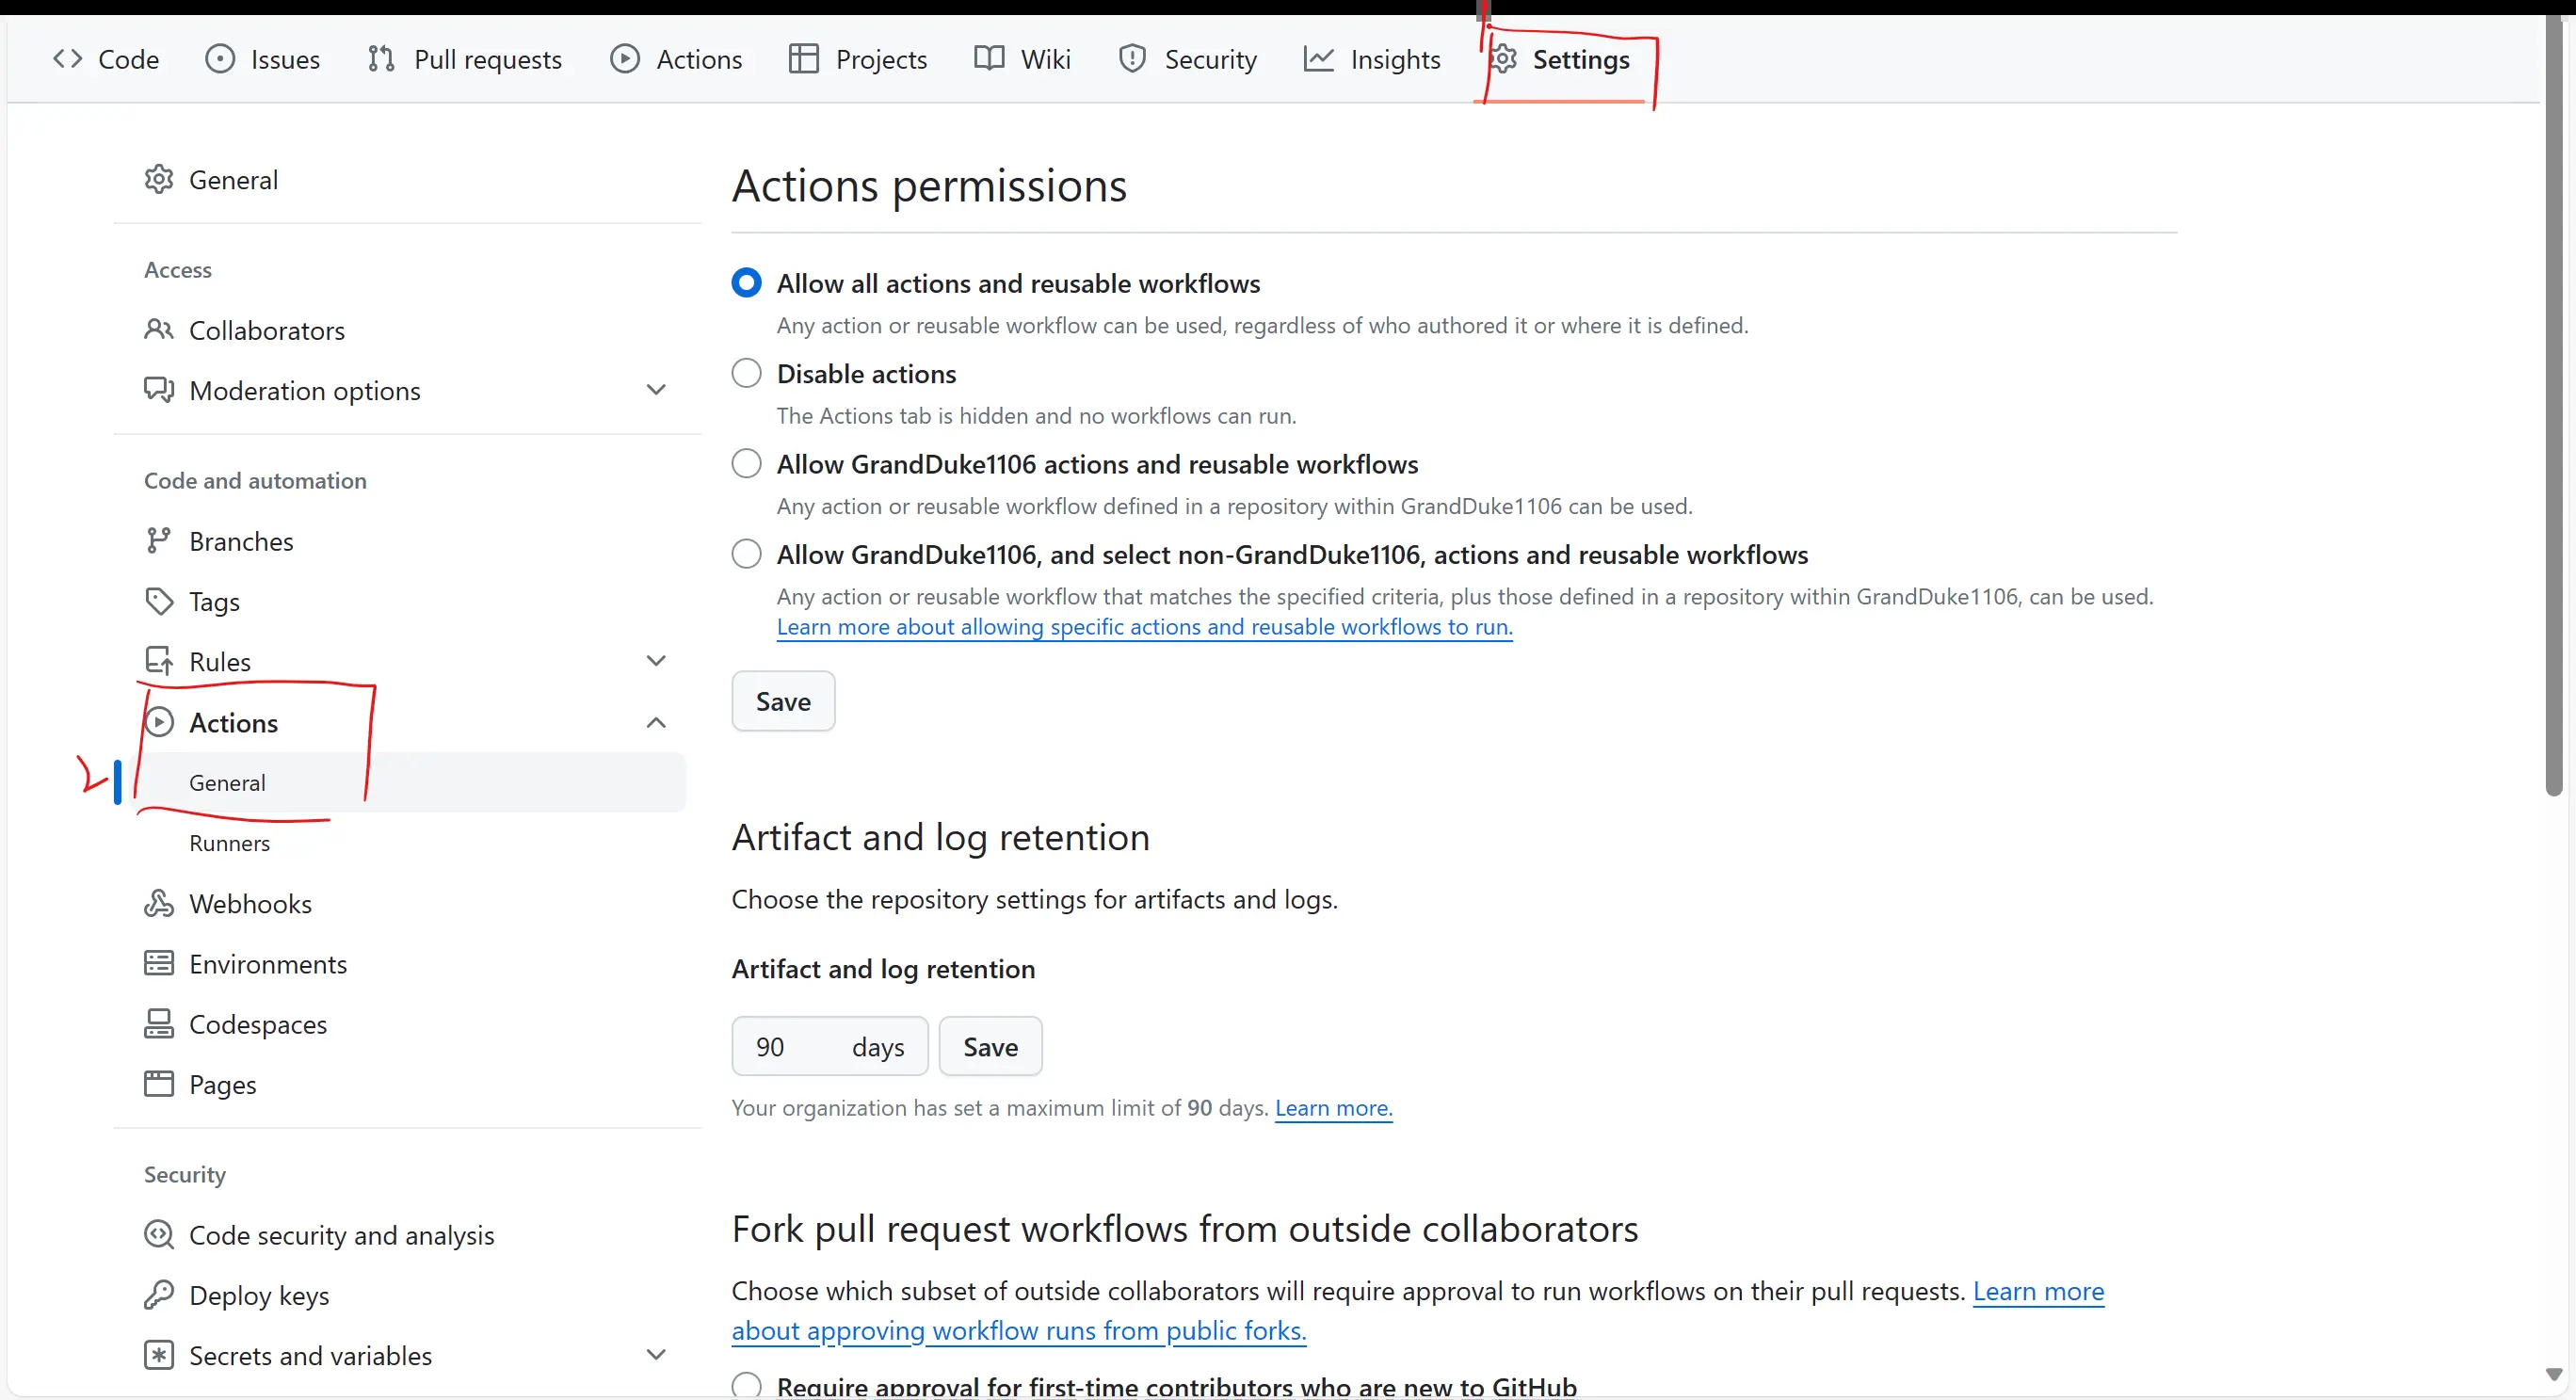 Code Issues Pull requests Actions Projects Wiki Security Insights Settings
General
Access
Collaborators
Moderation options
Code and automation
Branches
Tags
Rules
Actions
General
Runners
Webhooks
Environments
Codespaces
Pages
Security
Code security and analysis
Deploy keys
Secrets and variables
Actions permissions
Allow all actions and reusable workflows
Any action or reusable workflow can be used, regardless of who authored it or where it is defined.
Disable actions
The Actions tab is hidden and no workflows can run.
Allow GrandDuke1106 actions and reusable workflows
Any action or reusable workflow defined in a repository within GrandDuke1106 can be used.
Allow GrandDuke1106, and select non-GrandDuke1106, actions and reusable workflows
Any action or reusable workflow that matches the specified criteria, plus those defined in a repository within GrandDuke1106, can be used.
Learn more about allowing specific actions and reusable workflows to run.
Save
Artifact and log retention
Choose the repository settings for artifacts and logs.
Artifact and log retention
90 days Save
Your organization has set a maximum limit of 90 days. Learn more.
Fork pull request workflows from outside collaborators
Choose which subset of outside collaborators will require approval to run workflows on their pull requests. Learn more
about approving workflow runs from public forks.
Require approval for first-time contributors who are new to GitHub